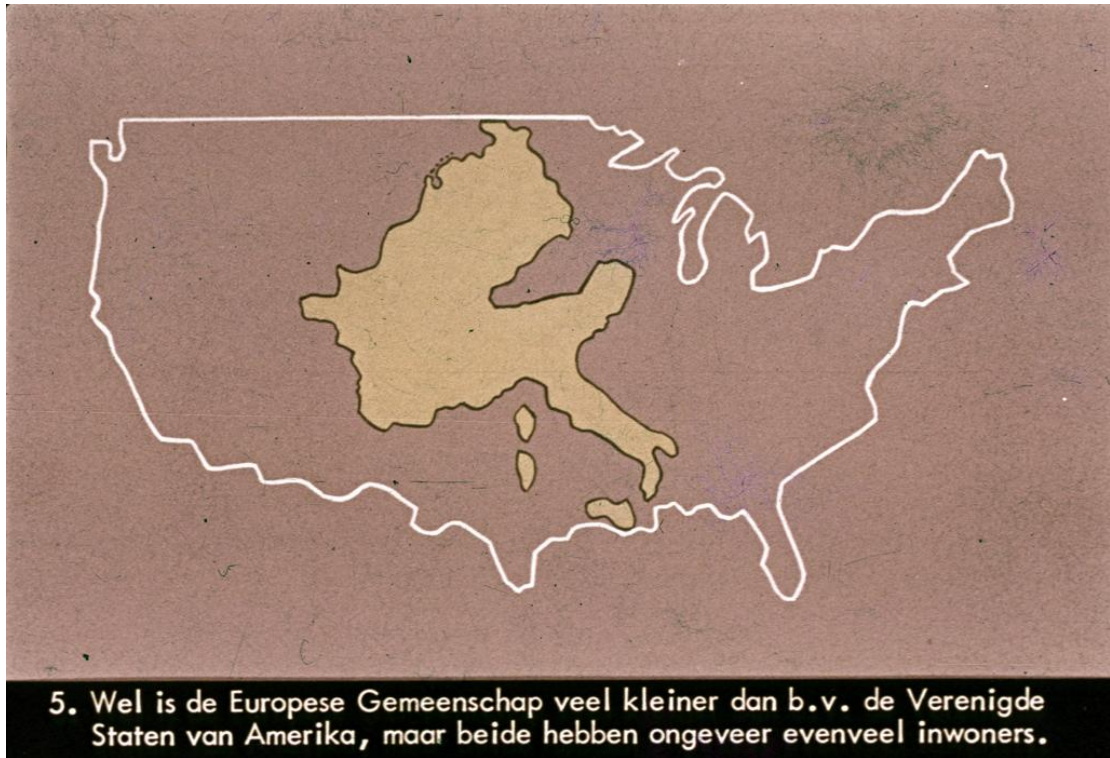 5. Wel is de Europese Gemeenschap veel kleiner dan b.v. de Verenigde
Staten van Amerika, maar beide hebben ongeveer evenveel inwoners.